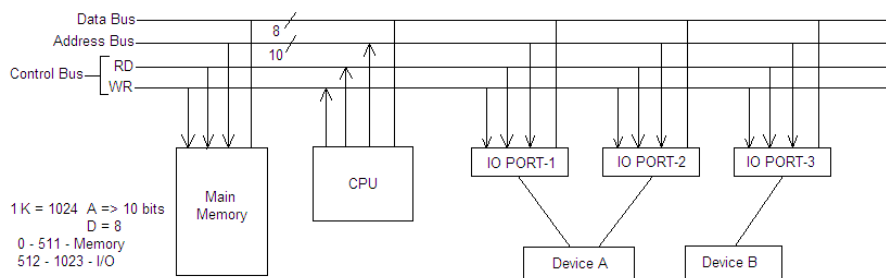 Data Bus
8
Address Bus
10
Control Bus
RD
WR
Main
Memory
CPU
IO PORT-1
IO PORT-2
IO PORT-3
1 K = 1024 A => 10 bits
D = 8
0 - 511 - Memory
512 - 1023 - I/O
Device A
Device B